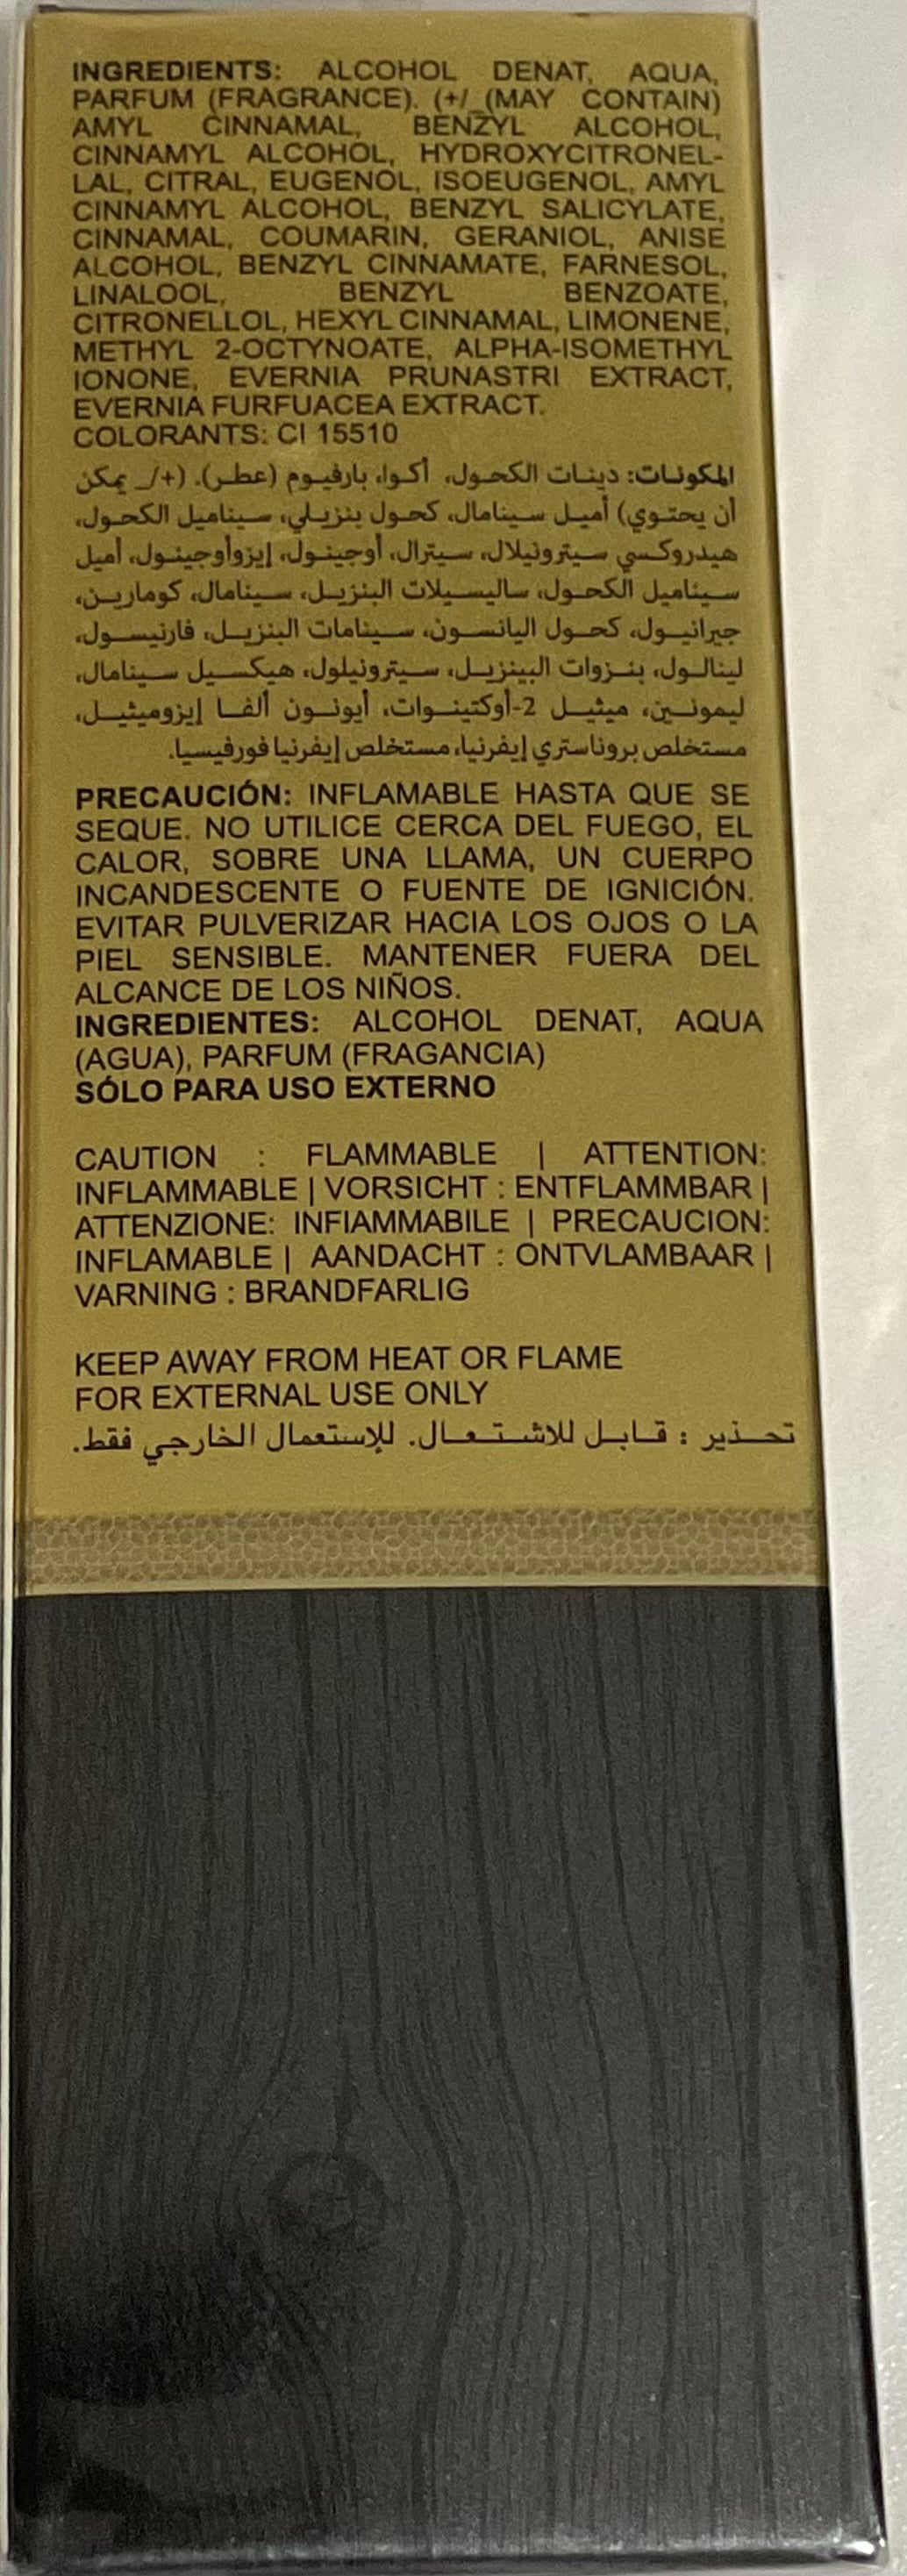 INGREDIENTS: ALCOHOL DENAT, AQUA,
PARFUM (FRAGRANCE). (+/_(MAY CONTAIN)
AMYL CINNAMAL, BENZYL ALCOHOL,
CINNAMYL ALCOHOL, HYDROXYCITRONEL-
LAL, CITRAL, EUGENOL, ISOEUGENOL, AMYL
CINNAMYL ALCOHOL, BENZYL SALICYLATE,
CINNAMAL, COUMARIN, GERANIOL, ANISE
ALCOHOL, BENZYL CINNAMATE, FARNESOL,
LINALOOL, BENZYL BENZOATE,
CITRONELLOL, HEXYL CINNAMAL, LIMONENE,
METHYL 2-OCTYNOATE, ALPHA-ISOMETHYL
IONONE, EVERNIA PRUNASTRI EXTRACT,
EVERNIA FURFUACEA EXTRACT.
COLORANTS: CI 15510
المكونات: دينات الكحول، أكوا، بارفيوم (عطر). (+/_ يمكن
أن يحتوي) أميل سينامال، كحول بنزيلي، سيناميل الكحول،
هيدروكسي سيترونيلال، سيترال، أوجينول، إيزوأوجينول، أميل
سيناميل الكحول، ساليسيلات البنزيل، سينامال، كومارين،
جيرانيول، كحول اليانسون، سينامات البنزيل، فارنيسول،
لينالول، بنزوات البينزيل، سيترونيلول، هيكسيل سينامال،
ليمونين، ميثيل 2-أوكتينوات، أيونون ألفا إيزوميثيل،
مستخلص بروناستري إيفرنيا، مستخلص إيفرنيا فورفيسيا.
PRECAUCIÓN: INFLAMABLE HASTA QUE SE
SEQUE. NO UTILICE CERCA DEL FUEGO, EL
CALOR, SOBRE UNA LLAMA, UN CUERPO
INCANDESCENTE O FUENTE DE IGNICIÓN.
EVITAR PULVERIZAR HACIA LOS OJOS O LA
PIEL SENSIBLE. MANTENER FUERA DEL
ALCANCE DE LOS NIÑOS.
INGREDIENTES: ALCOHOL DENAT, AQUA
(AGUA), PARFUM (FRAGANCIA)
SÓLO PARA USO EXTERNO
CAUTION : FLAMMABLE | ATTENTION:
INFLAMMABLE | VORSICHT : ENTFLAMMBAR |
ATTENZIONE: INFIAMMABILE | PRECAUCION:
INFLAMABLE | AANDACHT : ONTVLAMBAAR |
VARNING : BRANDFARLIG
KEEP AWAY FROM HEAT OR FLAME
FOR EXTERNAL USE ONLY
تحذير : قابل للاشتعال. للإستعمال الخارجي فقط.